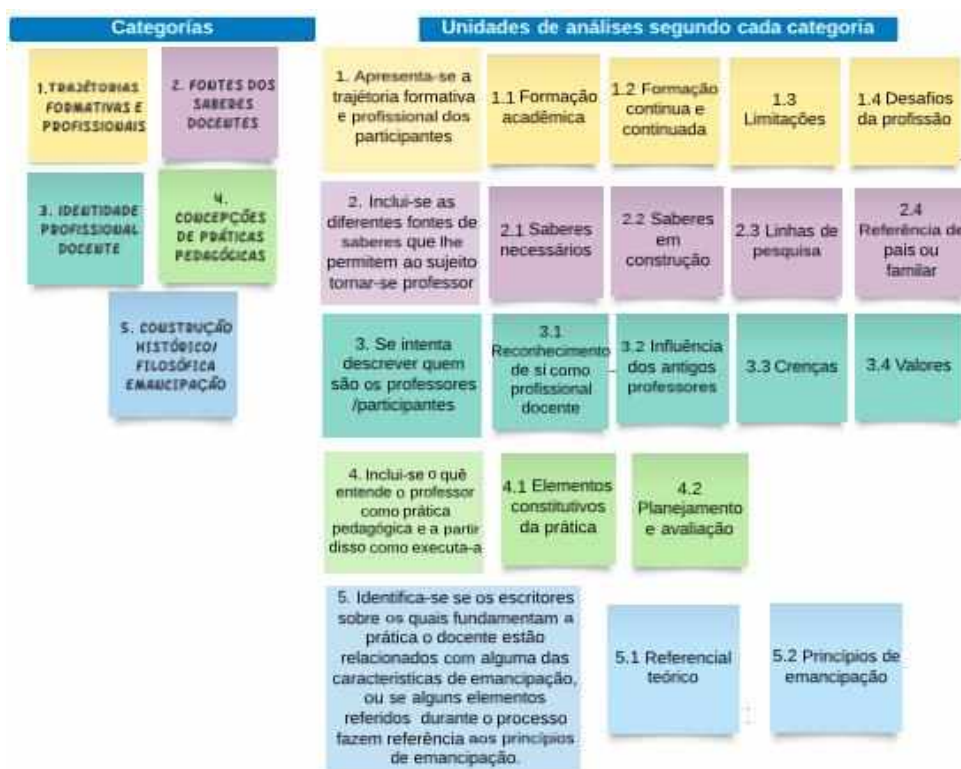 Categorías
1.TRAJÉTORIAS
FORMATIVAS E
PROFISSIONAIS
2. FONTES DOS
SABERES
DOCENTES
3. IDENTIDADE
PROFISSIONAL
DOCENTE
4.
CONCEPÇÕES
DE PRÁTICAS
PEDAGÓGICAS
5. CONSTRUÇÃO
HISTÓRICO/
FILOSÓFICA
EMANCIPAÇÃO
Unidades de análises segundo cada categoria
1. Apresenta-se a
trajétoria formativa
e profissional dos
participantes
1.1 Formação
acadêmica
1.2 Formação
continua e
continuada
1.3
Limitações
1.4 Desafios
da profissão
2. Inclui-se as
diferentes fontes de
saberes que lhe
permitem ao sujeito
tornar-se professor
2.1 Saberes
necessários
2.2 Saberes
em
construção
2.3 Linhas de
pesquisa
2.4
Referência de
pais ou
familar
3. Se intenta
descrever quem
são os professores
/participantes
3.1
Reconhecimento
de si como
profissional
docente
3.2 Influência
dos antigos
professores
3.3 Crenças
3.4 Valores
4. Inclui-se o quê
entende o professor
como prática
pedagógica e a partir
disso como executa-a
4.1 Elementos
constitutivos
da prática
4.2
Planejamento
e avaliação
5. Identifica-se se os escritores
sobre os quais fundamentam a
prática o docente estão
relacionados com alguma das
caracteristicas de emancipação,
ou se alguns elementos
referidos durante o processo
fazem referência aos princípios
de emancipação.
5.1 Referencial
teórico
5.2 Princípios de
emancipação